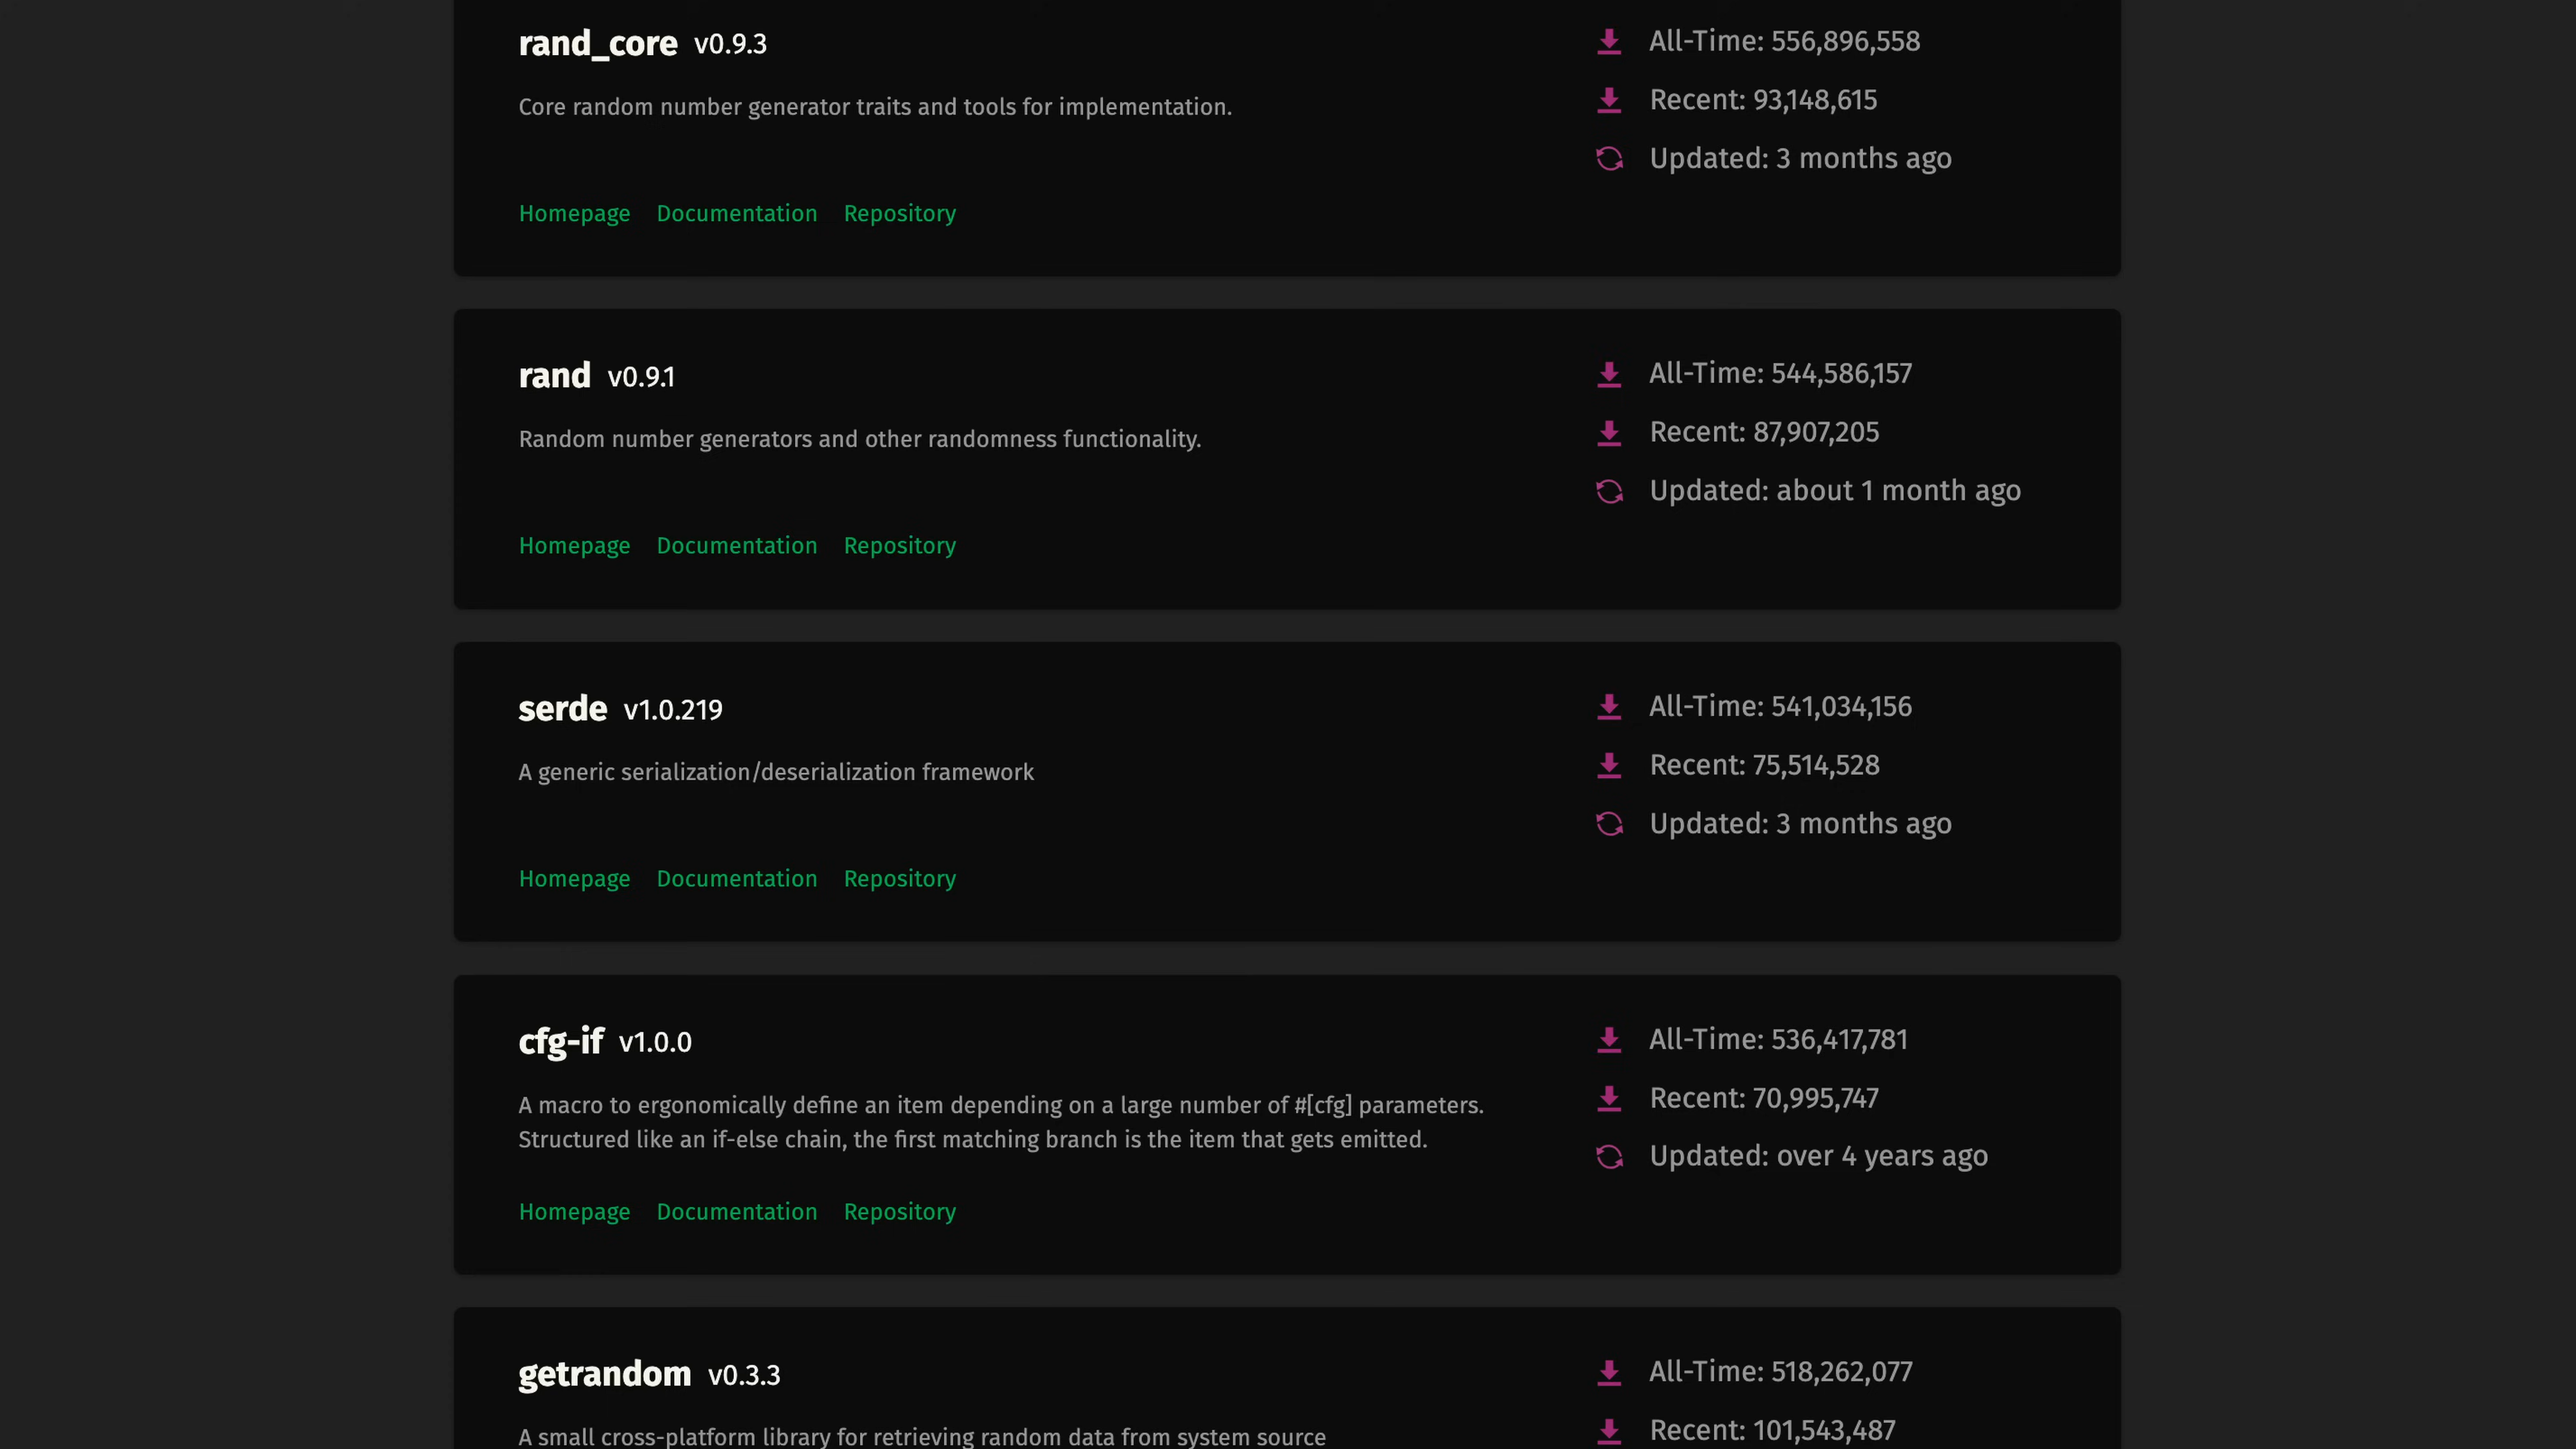 rand_core v0.9.3
All-Time: 556,896,558
Core random number generator traits and tools for implementation.
Recent: 93,148,615
Updated: 3 months ago
Homepage Documentation Repository
rand v0.9.1
All-Time: 544,586,157
Random number generators and other randomness functionality.
Recent: 87,907,205
Updated: about 1 month ago
Homepage Documentation Repository
serde v1.0.219
All-Time: 541,034,156
A generic serialization/deserialization framework
Recent: 75,514,528
Updated: 3 months ago
Homepage Documentation Repository
cfg-if v1.0.0
All-Time: 536,417,781
A macro to ergonomically define an item depending on a large number of #[cfg] parameters.
Structured like an if-else chain, the first matching branch is the item that gets emitted.
Recent: 70,995,747
Updated: over 4 years ago
Homepage Documentation Repository
getrandom v0.3.3
All-Time: 518,262,077
A small cross-platform library for retrieving random data from system source
Recent: 101,543,487